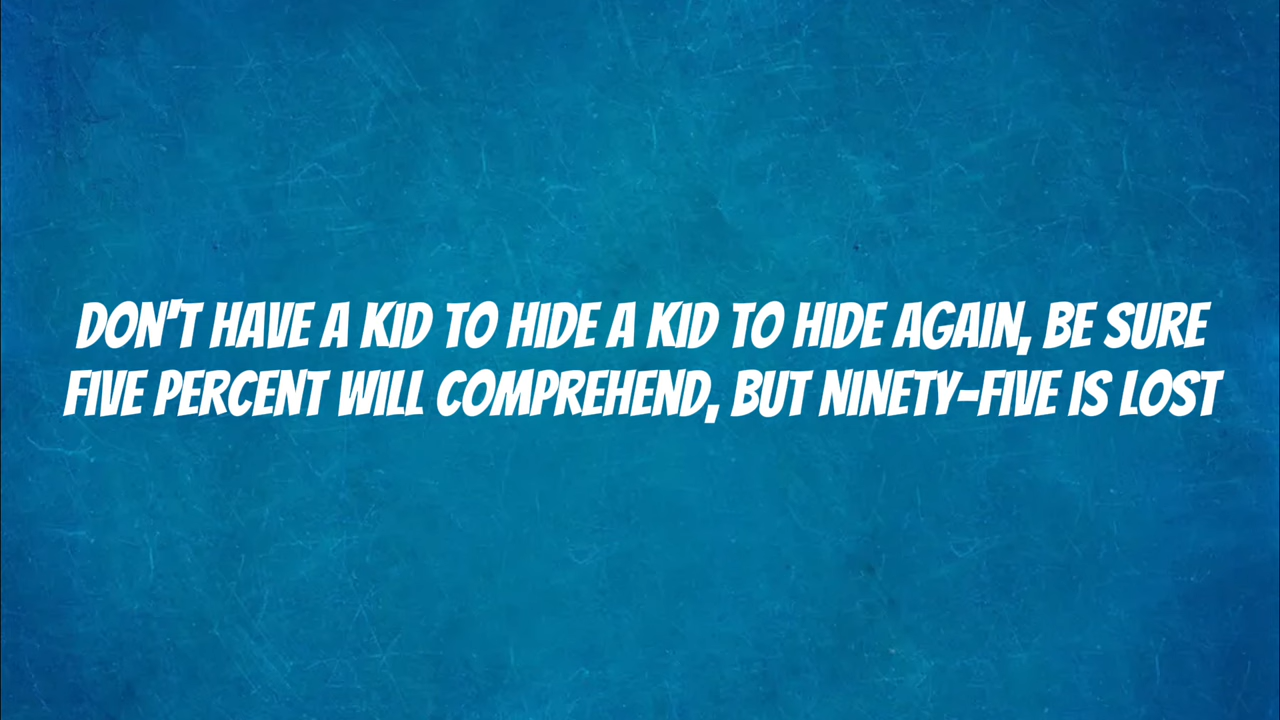 DON'T HAVE A KID TO HIDE A KID TO HIDE AGAIN, BE SURE
FIVE PERCENT WILL COMPREHEND, BUT NINETY-FIVE IS LOST